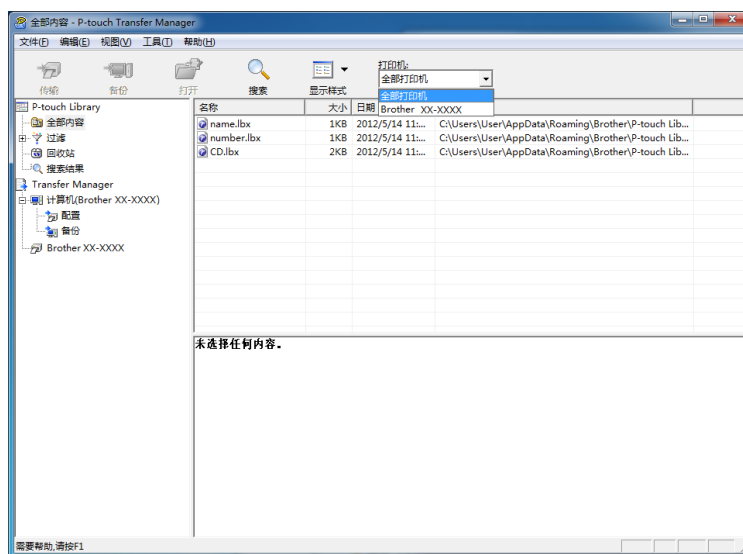 全部内容 - P-touch Transfer Manager
文件(F) 编辑(E) 视图(V) 工具(T) 帮助(H)
传输 备份 打开 搜索 显示样式
打印机:
全部打印机
全部打印机
Brother XX-XXXX
P-touch Library
全部内容
过滤
回收站
搜索结果
Transfer Manager
计算机(Brother XX-XXXX)
配置
备份
Brother XX-XXXX
名称 大小 日期
name.lbx 1KB 2012/5/14 11:... C:\Users\User\AppData\Roaming\Brother\P-touch Lib...
number.lbx 1KB 2012/5/14 11:... C:\Users\User\AppData\Roaming\Brother\P-touch Lib...
CD.lbx 2KB 2012/5/14 11:... C:\Users\User\AppData\Roaming\Brother\P-touch Lib...
未选择任何内容。
需要帮助,请按F1